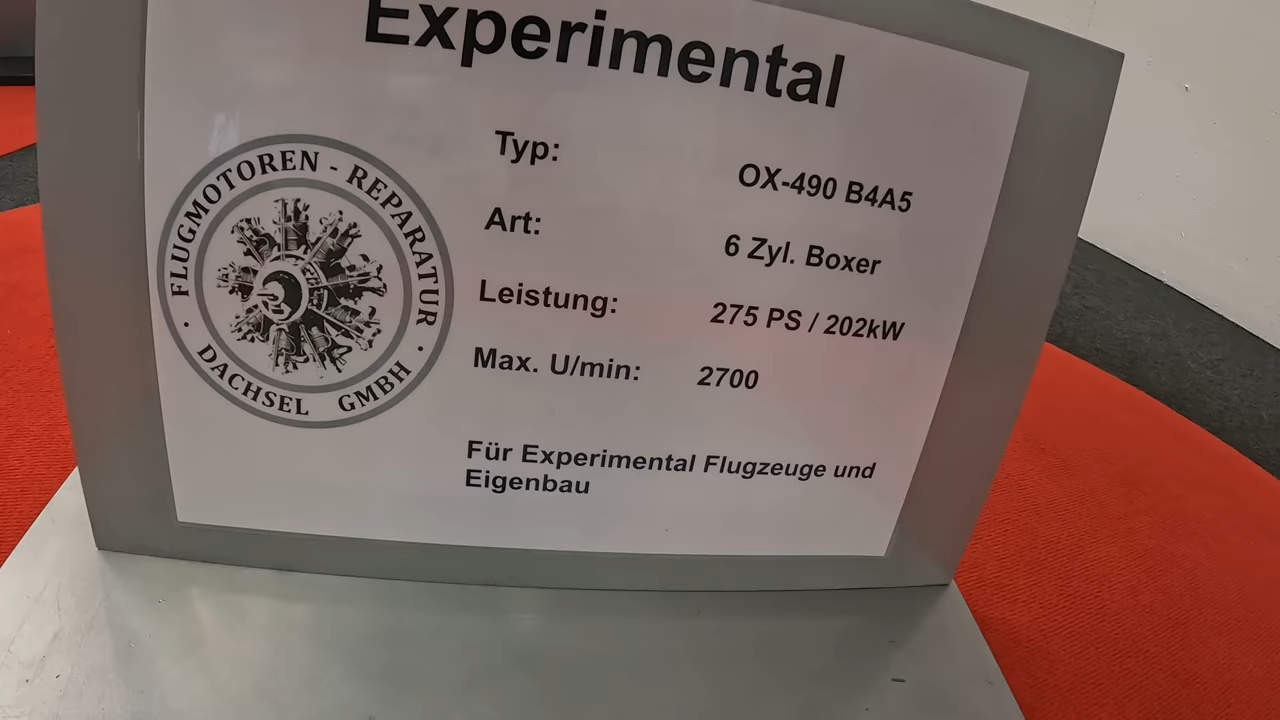 Experimental
FLUGMOTOREN - REPARATUR
· DACHSEL GMBH ·
Typ: OX-490 B4A5
Art: 6 Zyl. Boxer
Leistung: 275 PS / 202kW
Max. U/min: 2700
Für Experimental Flugzeuge und
Eigenbau